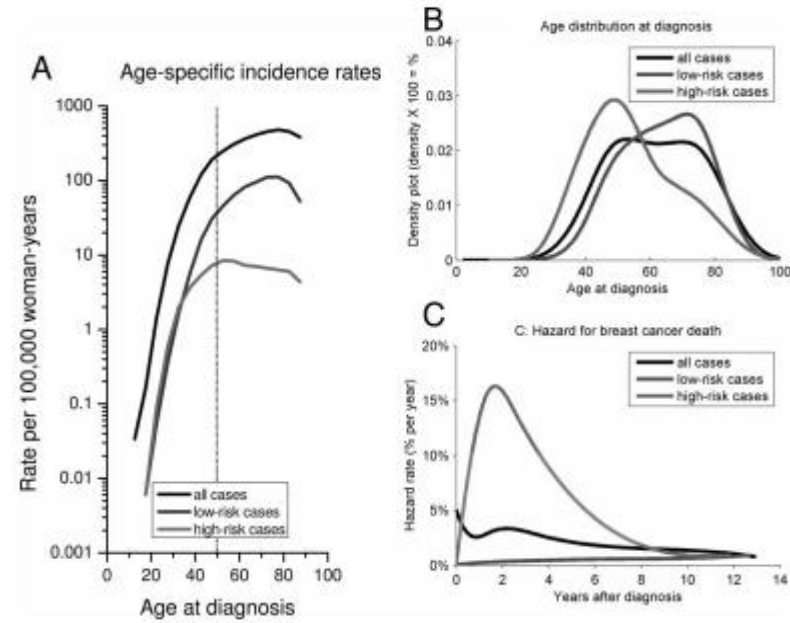 A
Age-specific incidence rates
1000
100
10
1
0.1
0.01
0.001
Rate per 100,000 woman-years
all cases
low-risk cases
high-risk cases
0 20 40 60 80 100
Age at diagnosis
B
Age distribution at diagnosis
0.04
0.03
0.02
0.01
0
Density plot (density X 100 = %
all cases
low-risk cases
high-risk cases
20 40 60 80 100
Age at diagnosis
C
C: Hazard for breast cancer death
20%
15%
10%
5%
0%
Hazard rate (% per year)
all cases
low-risk cases
high-risk cases
0 2 4 6 8 10 12 14
Years after diagnosis